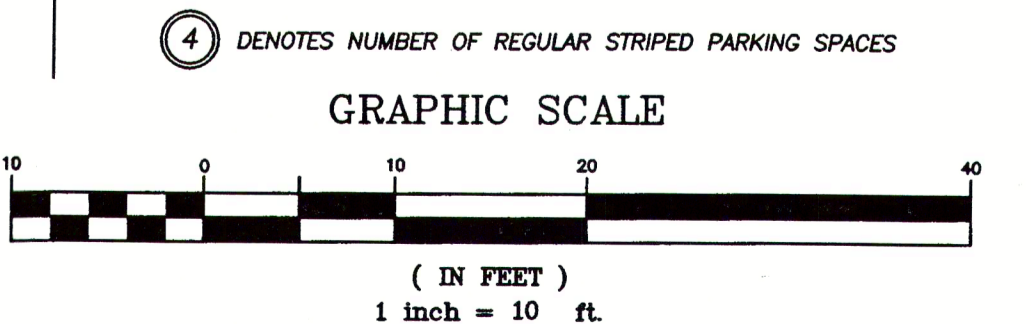 4 DENOTES NUMBER OF REGULAR STRIPED PARKING SPACES
GRAPHIC SCALE
10 0 10 20 40
( IN FEET )
1 inch = 10 ft.